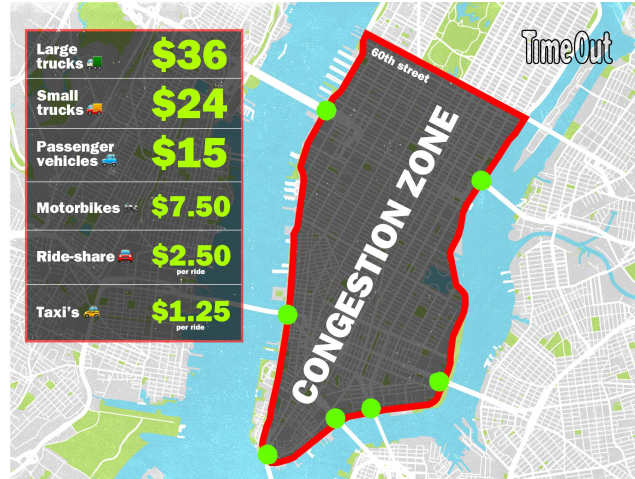 Large
trucks
$36
Small
trucks
$24
Passenger
vehicles
$15
Motorbikes
$7.50
Ride-share
$2.50
per ride
Taxi's
$1.25
per ride
TimeOut
60th street
CONGESTION ZONE